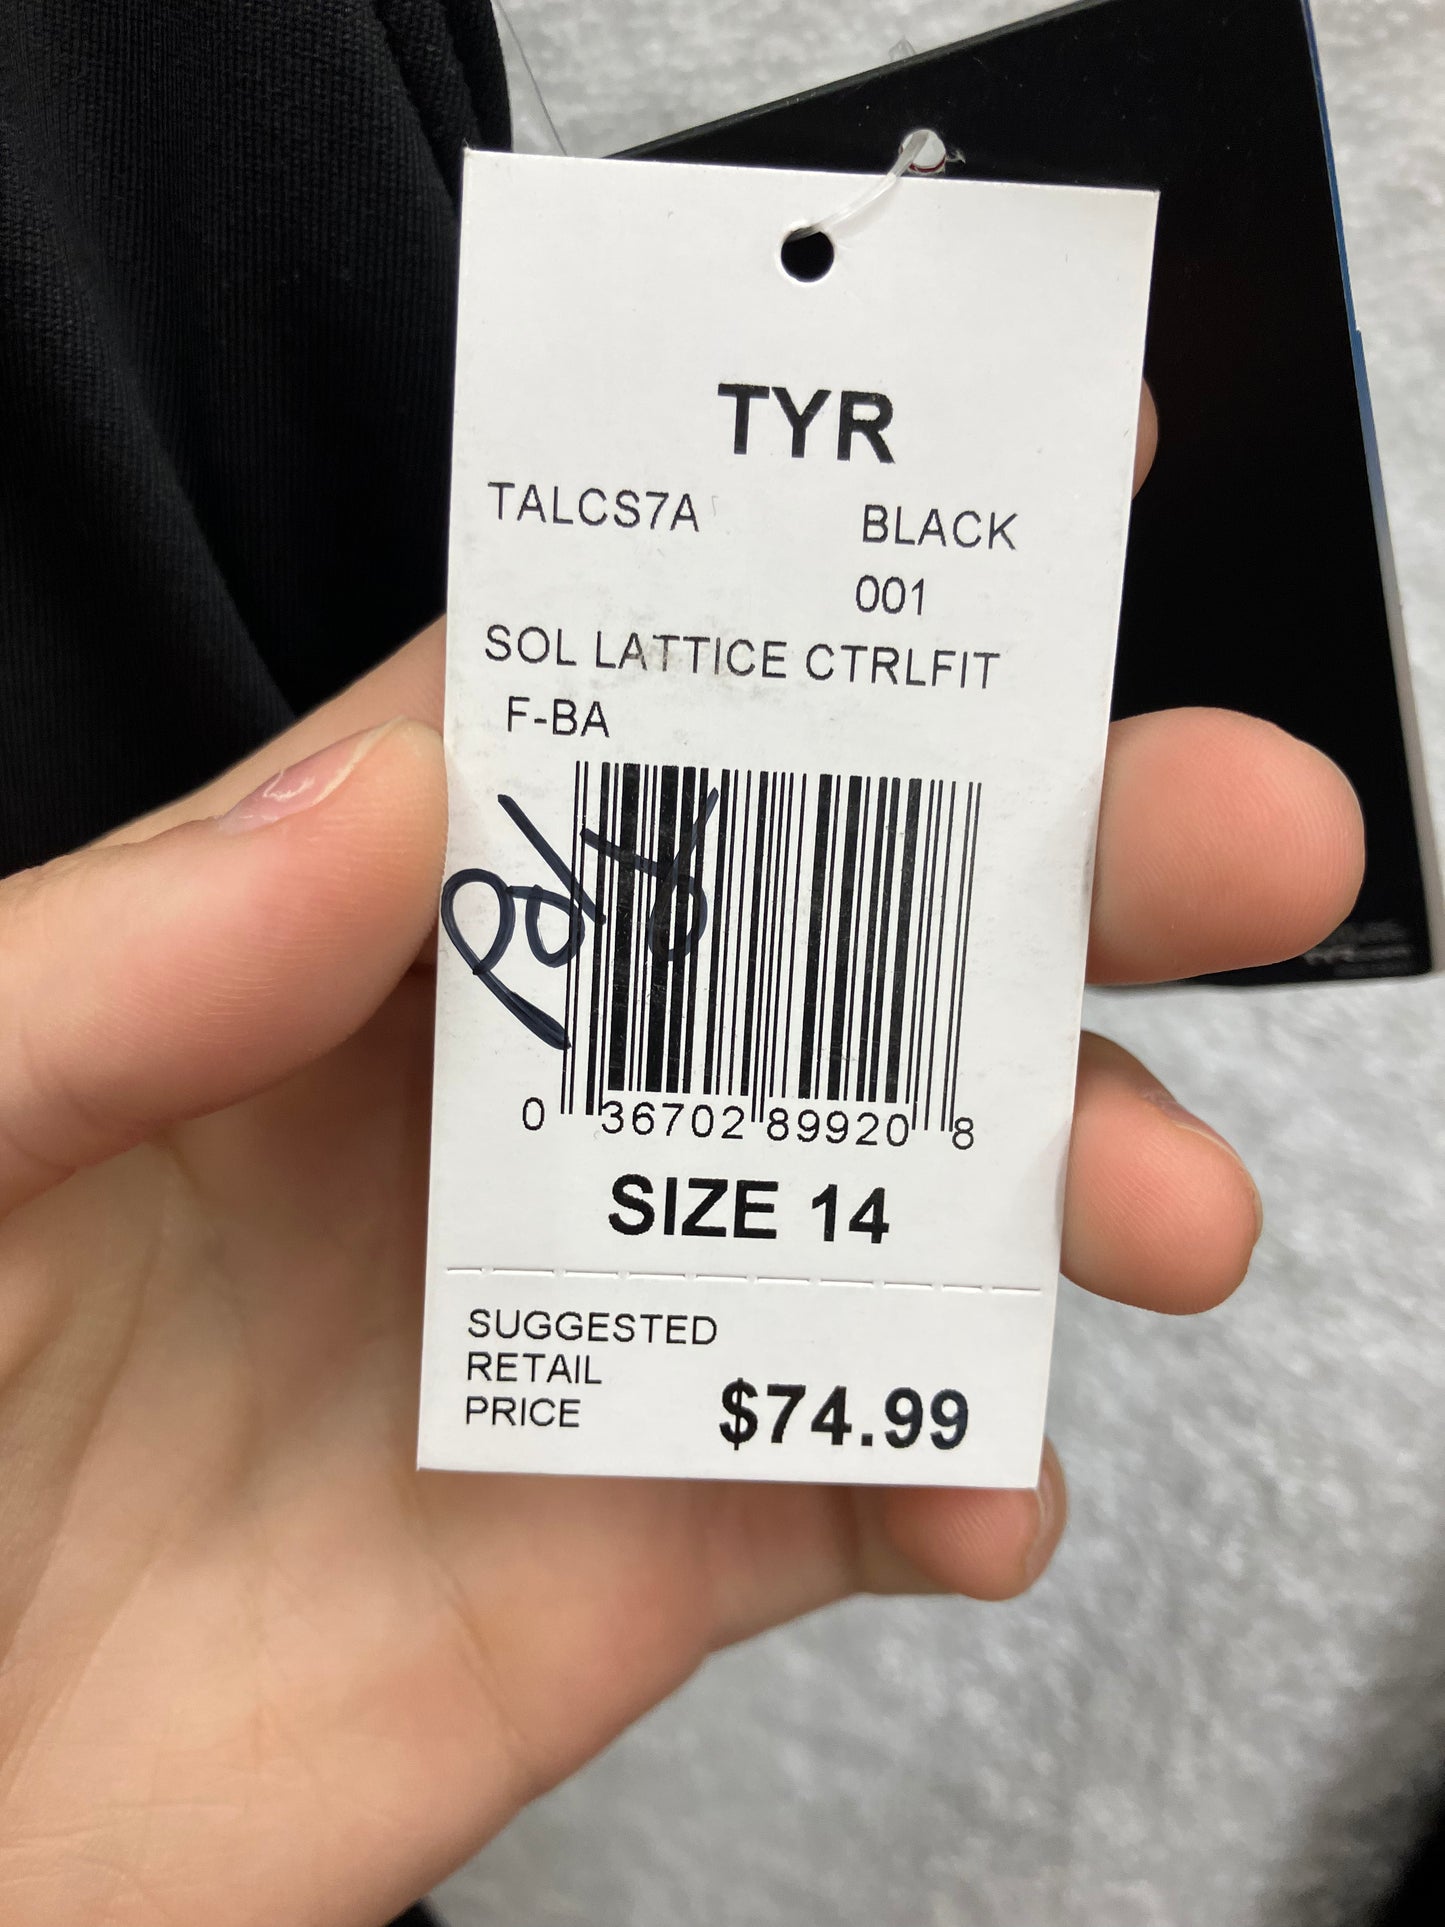 TYR
TALCS7A BLACK
001
SOL LATTICE CTRLFIT
F-BA
0 36702 89920 8
SIZE 14
SUGGESTED
RETAIL
PRICE $74.99